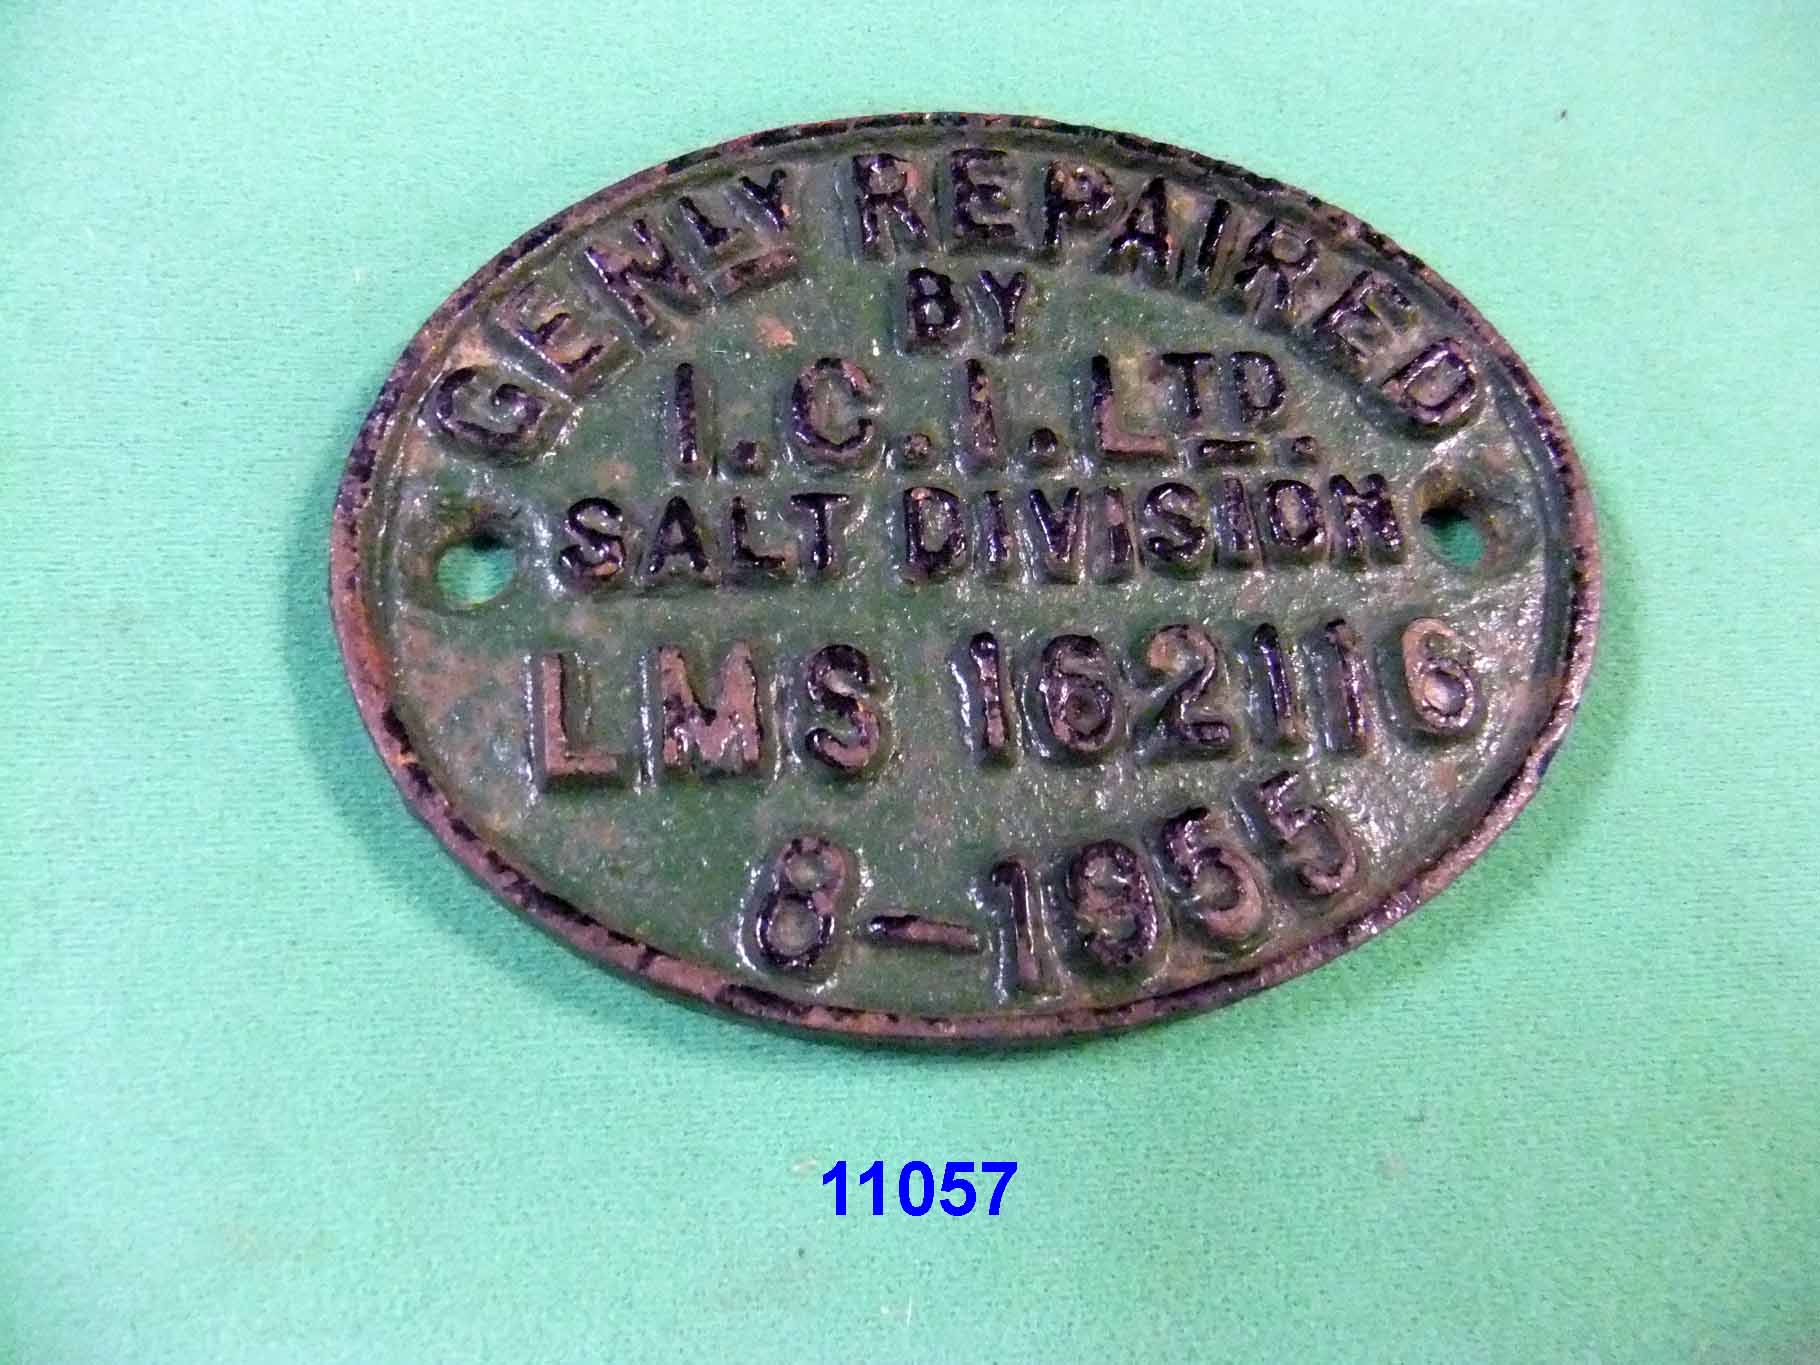 GENLY REPAIRED
BY
I.C.I. LTD.
SALT DIVISION
LMS 162116
8-1955
11057